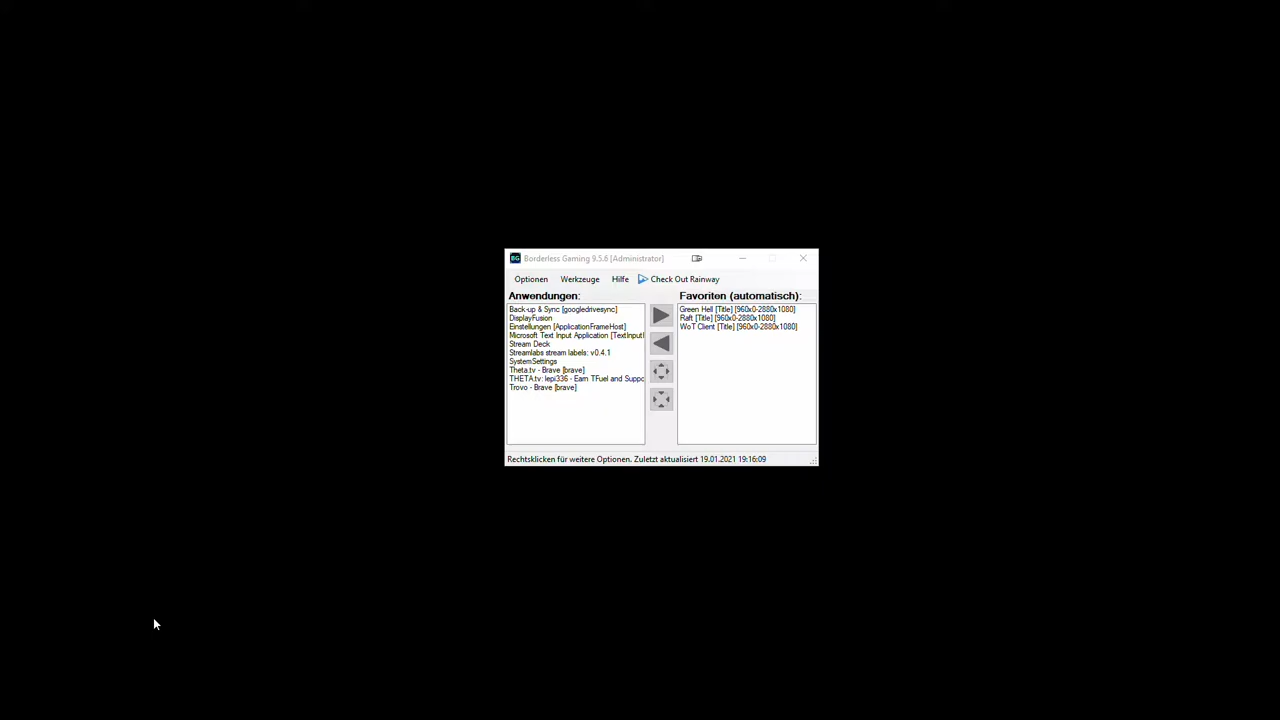 BG Borderless Gaming 9.5.6 [Administrator]
Optionen Werkzeuge Hilfe Check Out Rainway
Anwendungen:
Back-up & Sync [googledrivesync]
DisplayFusion
Einstellungen [ApplicationFrameHost]
Microsoft Text Input Application [TextInputH
Stream Deck
Streamlabs stream labels: v0.4.1
SystemSettings
Theta.tv - Brave [brave]
THETA.tv: lepi336 - Earn TFuel and Suppo
Trovo - Brave [brave]
Favoriten (automatisch):
Green Hell [Title] [960x0-2880x1080]
Raft [Title] [960x0-2880x1080]
WoT Client [Title] [960x0-2880x1080]
Rechtsklicken für weitere Optionen. Zuletzt aktualisiert 19.01.2021 19:16:09